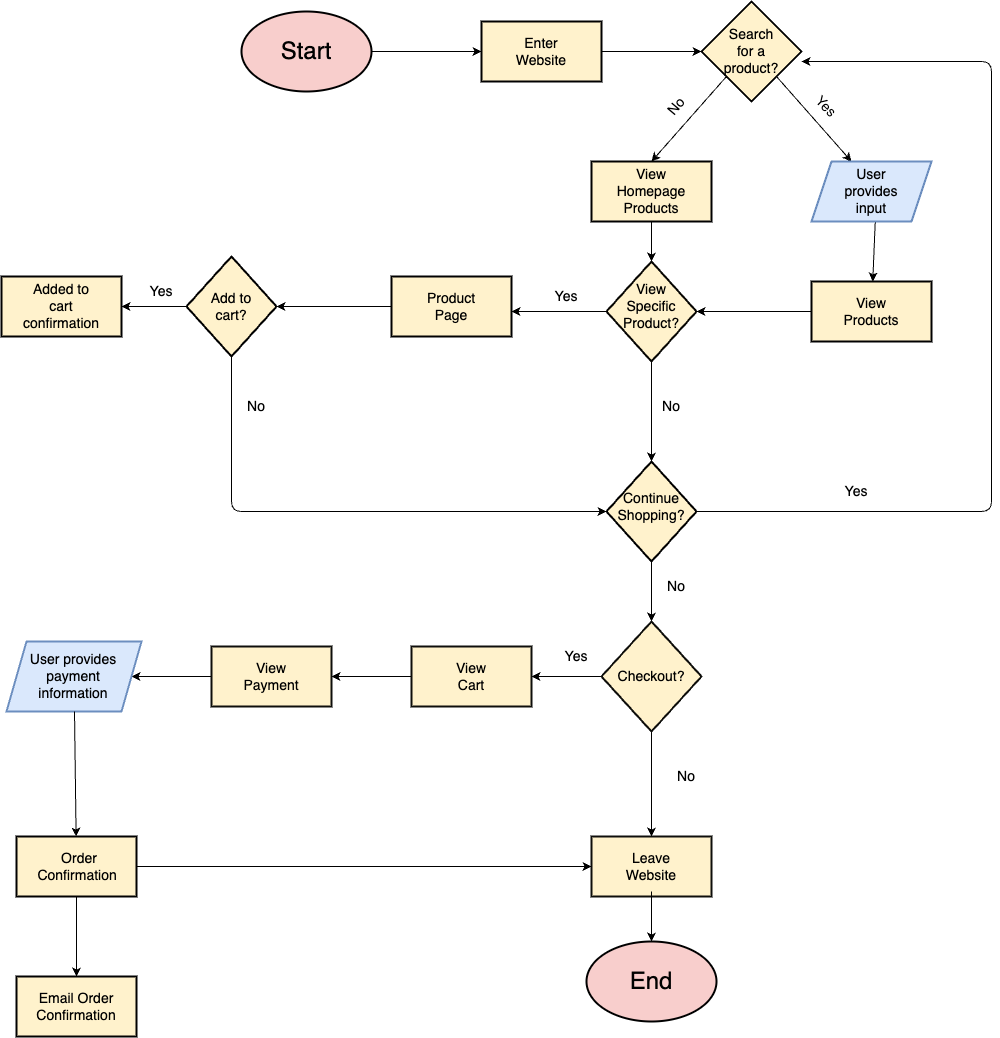 Start
Enter
Website
Search
for a
product?
No
Yes
View
Homepage
Products
User
provides
input
Added to
cart
confirmation
Yes
Add to
cart?
Product
Page
Yes
View
Specific
Product?
View
Products
No
No
Continue
Shopping?
Yes
No
User provides
payment
information
View
Payment
View
Cart
Yes
Checkout?
No
Order
Confirmation
Leave
Website
Email Order
Confirmation
End